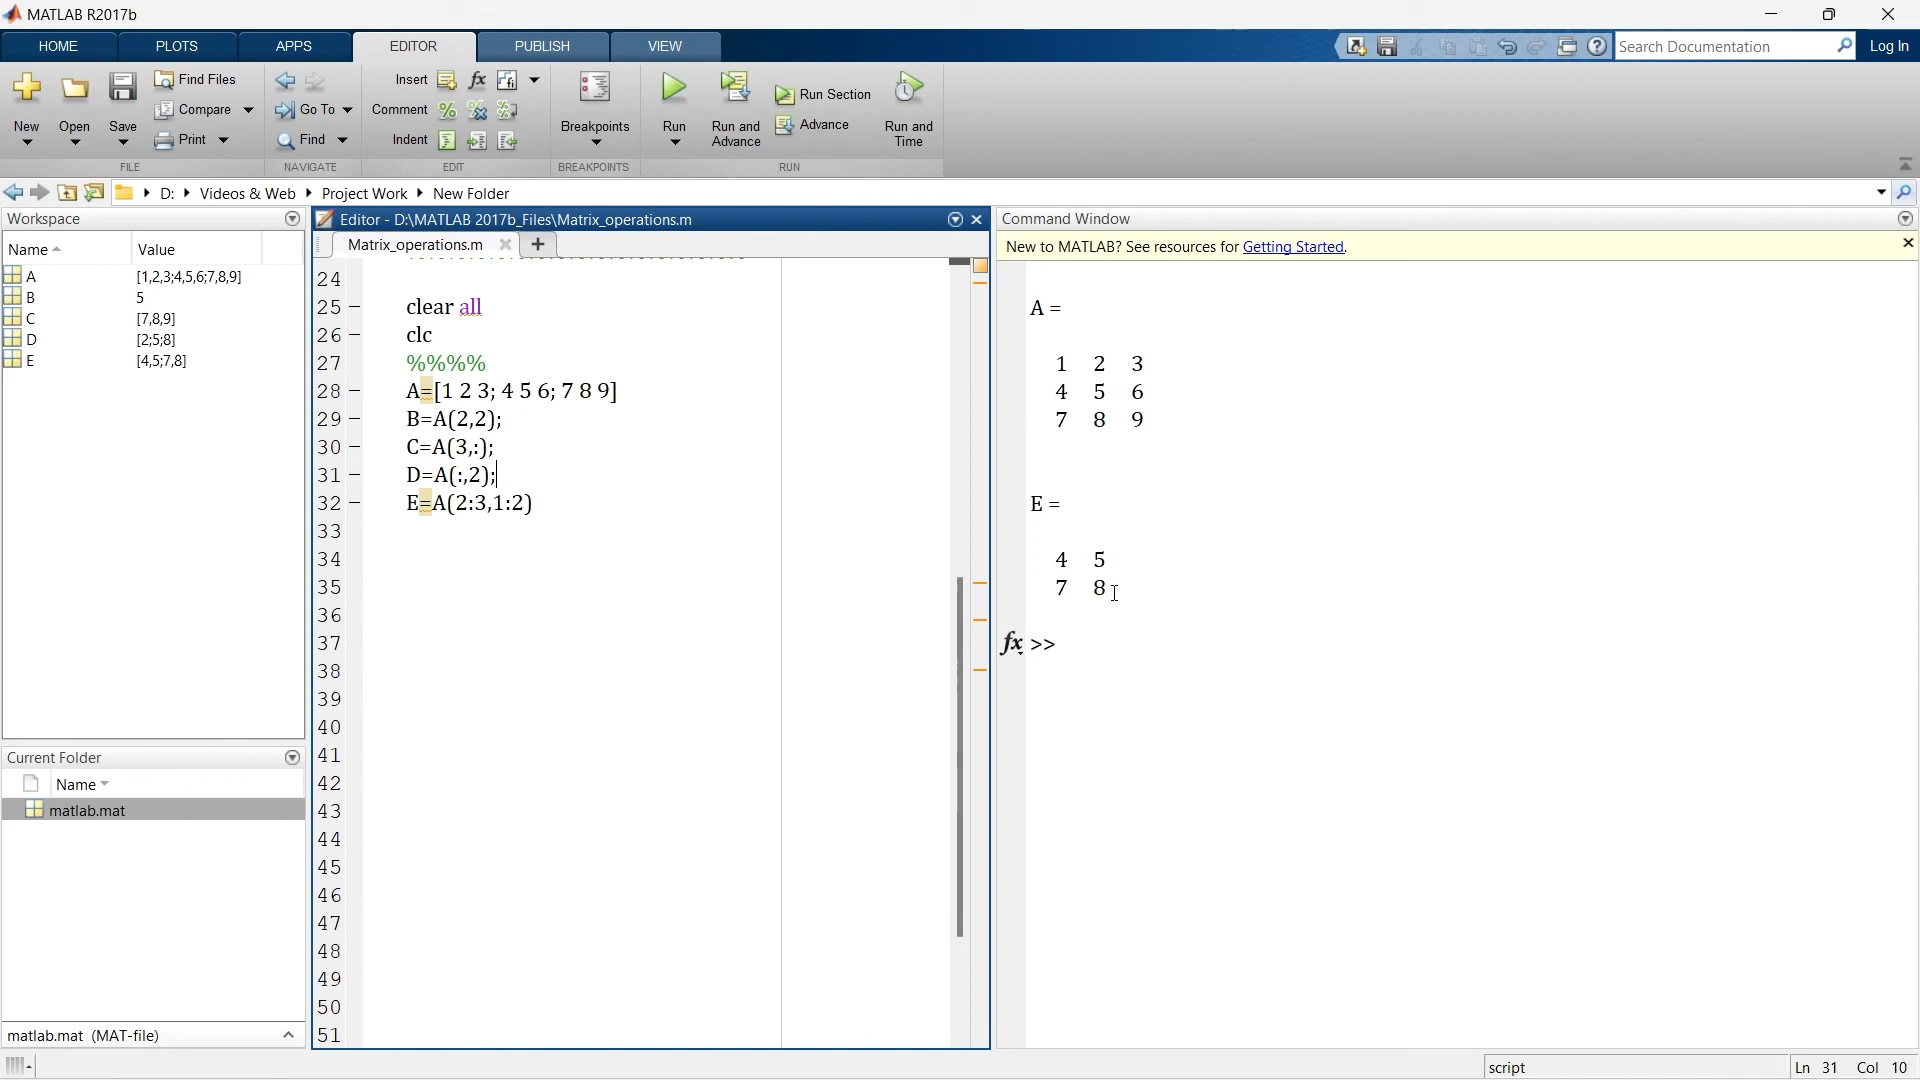 MATLAB R2017b
HOME PLOTS APPS EDITOR PUBLISH VIEW
Search Documentation Log In
New Open Save Find Files Compare Print
Go To Find
Insert fx
Comment
Indent
Breakpoints
Run Run and Advance Run Section Advance Run and Time
FILE NAVIGATE EDIT BREAKPOINTS RUN
D: Videos & Web Project Work New Folder
Workspace
Name Value
A [1,2,3;4,5,6;7,8,9]
B 5
C [7,8,9]
D [2;5;8]
E [4,5;7,8]
Current Folder
Name
matlab.mat
matlab.mat (MAT-file)
Editor - D:\MATLAB 2017b_Files\Matrix_operations.m
Matrix_operations.m +
24
25 – clear all
26 – clc
27 %%%%
28 – A=[1 2 3; 4 5 6; 7 8 9]
29 – B=A(2,2);
30 – C=A(3,:);
31 – D=A(:,2);
32 – E=A(2:3,1:2)
33
34
35
36
37
38
39
40
41
42
43
44
45
46
47
48
49
50
51
Command Window
New to MATLAB? See resources for Getting Started.
A =
1 2 3
4 5 6
7 8 9
E =
4 5
7 8
fx >>
script Ln 31 Col 10